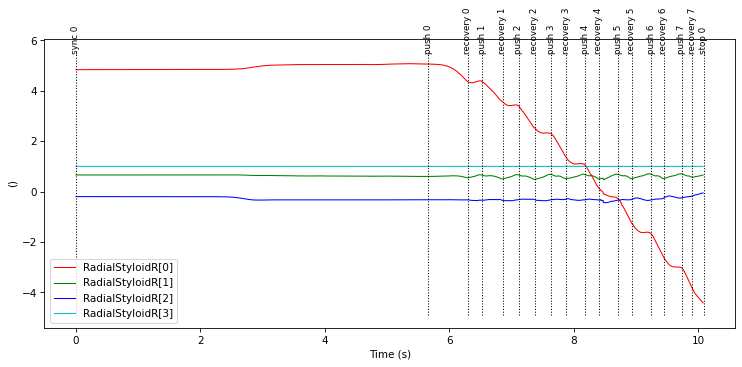 sync 0
push 0
recovery 0
push 1
recovery 1
push 2
recovery 2
push 3
recovery 3
push 4
recovery 4
push 5
recovery 5
push 6
recovery 6
push 7
recovery 7
stop 0
6
4
2
0
−2
−4
()
RadialStyloidR[0]
RadialStyloidR[1]
RadialStyloidR[2]
RadialStyloidR[3]
0 2 4 6 8 10
Time (s)